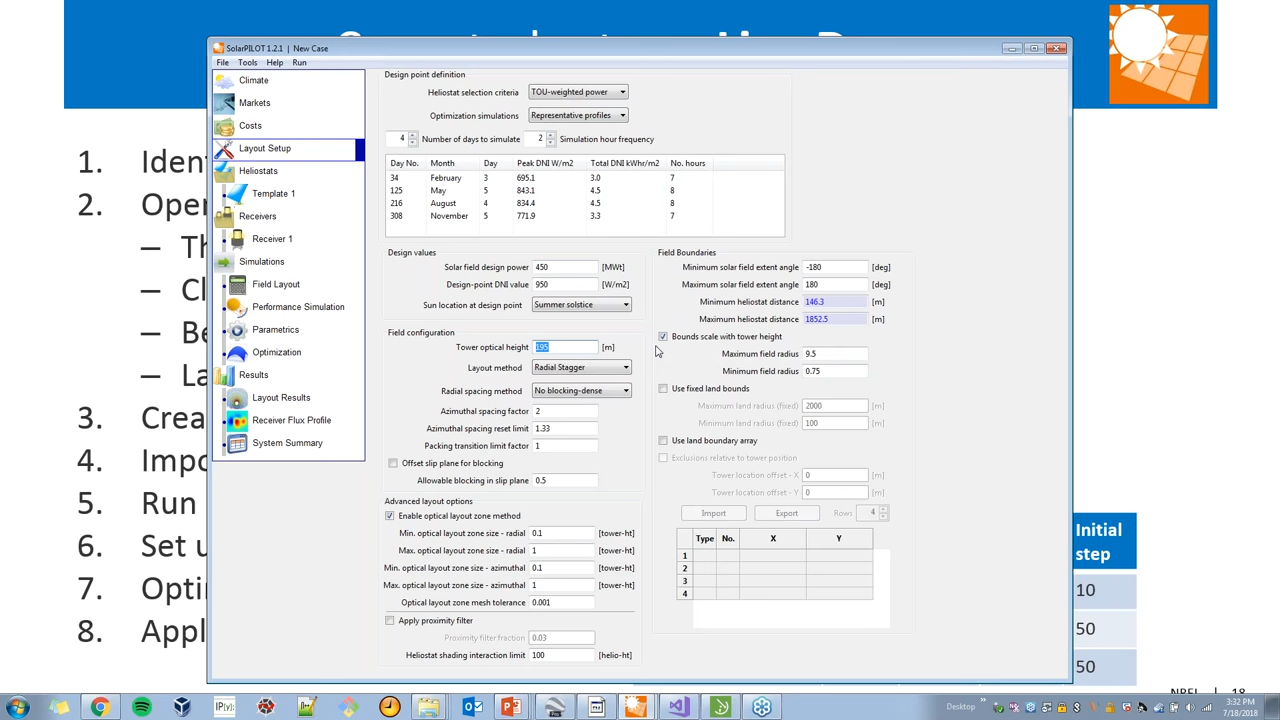 SolarPILOT 1.2.1 | New Case
File Tools Help Run
Climate
Markets
Costs
Layout Setup
Heliostats
Template 1
Receivers
Receiver 1
Simulations
Field Layout
Performance Simulation
Parametrics
Optimization
Results
Layout Results
Receiver Flux Profile
System Summary
Design point definition
Heliostat selection criteria TOU-weighted power
Optimization simulations Representative profiles
4 Number of days to simulate 2 Simulation hour frequency
Day No. Month Day Peak DNI W/m2 Total DNI kWhr/m2 No. hours
34 February 3 695.1 3.0 7
125 May 5 843.1 4.5 8
216 August 4 834.4 4.5 8
308 November 5 771.9 3.3 7
Design values
Solar field design power 450 [MWt]
Design-point DNI value 950 [W/m2]
Sun location at design point Summer solstice
Field configuration
Tower optical height 195 [m]
Layout method Radial Stagger
Radial spacing method No blocking-dense
Azimuthal spacing factor 2
Azimuthal spacing reset limit 1.33
Packing transition limit factor 1
Offset slip plane for blocking
Allowable blocking in slip plane 0.5
Advanced layout options
Enable optical layout zone method
Min. optical layout zone size - radial 0.1 [tower-ht]
Max. optical layout zone size - radial 1 [tower-ht]
Min. optical layout zone size - azimuthal 0.1 [tower-ht]
Max. optical layout zone size - azimuthal 1 [tower-ht]
Optical layout zone mesh tolerance 0.001
Apply proximity filter
Proximity filter fraction 0.03
Heliostat shading interaction limit 100 [helio-ht]
Field Boundaries
Minimum solar field extent angle -180 [deg]
Maximum solar field extent angle 180 [deg]
Minimum heliostat distance 146.3 [m]
Maximum heliostat distance 1852.5 [m]
Bounds scale with tower height
Maximum field radius 9.5
Minimum field radius 0.75
Use fixed land bounds
Maximum land radius (fixed) 2000 [m]
Minimum land radius (fixed) 100 [m]
Use land boundary array
Exclusions relative to tower position
Tower location offset - X 0 [m]
Tower location offset - Y 0 [m]
Import Export Rows 4
Type No. X Y
1
2
3
4
1. Iden
2. Oper
– Th
– Cl
– Be
– La
3. Crea
4. Impo
5. Run
6. Set u
7. Opti
8. Appl
Initial
step
10
50
50
NREL | 18
IP[y]:
Desktop
3:32 PM
7/18/2018